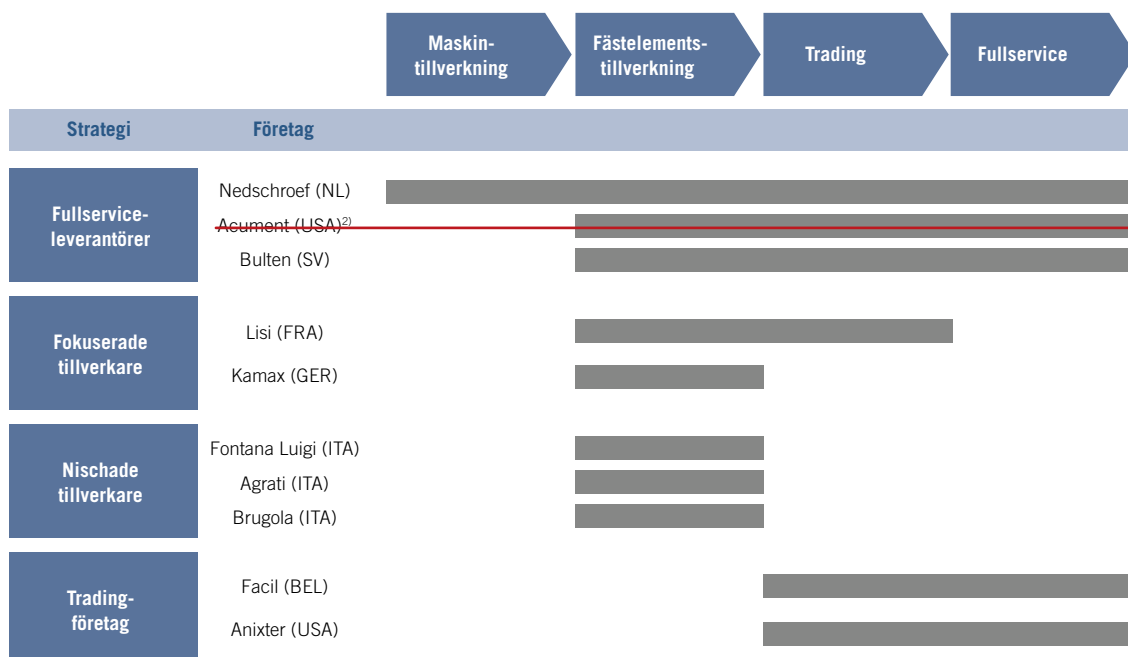 Maskin-
tillverkning
Fästelements-
tillverkning
Trading
Fullservice
Strategi
Företag
Fullservice-
leverantörer
Nedschroef (NL)
Acument (USA)2)
Bulten (SV)
Fokuserade
tillverkare
Lisi (FRA)
Kamax (GER)
Nischade
tillverkare
Fontana Luigi (ITA)
Agrati (ITA)
Brugola (ITA)
Trading-
företag
Facil (BEL)
Anixter (USA)